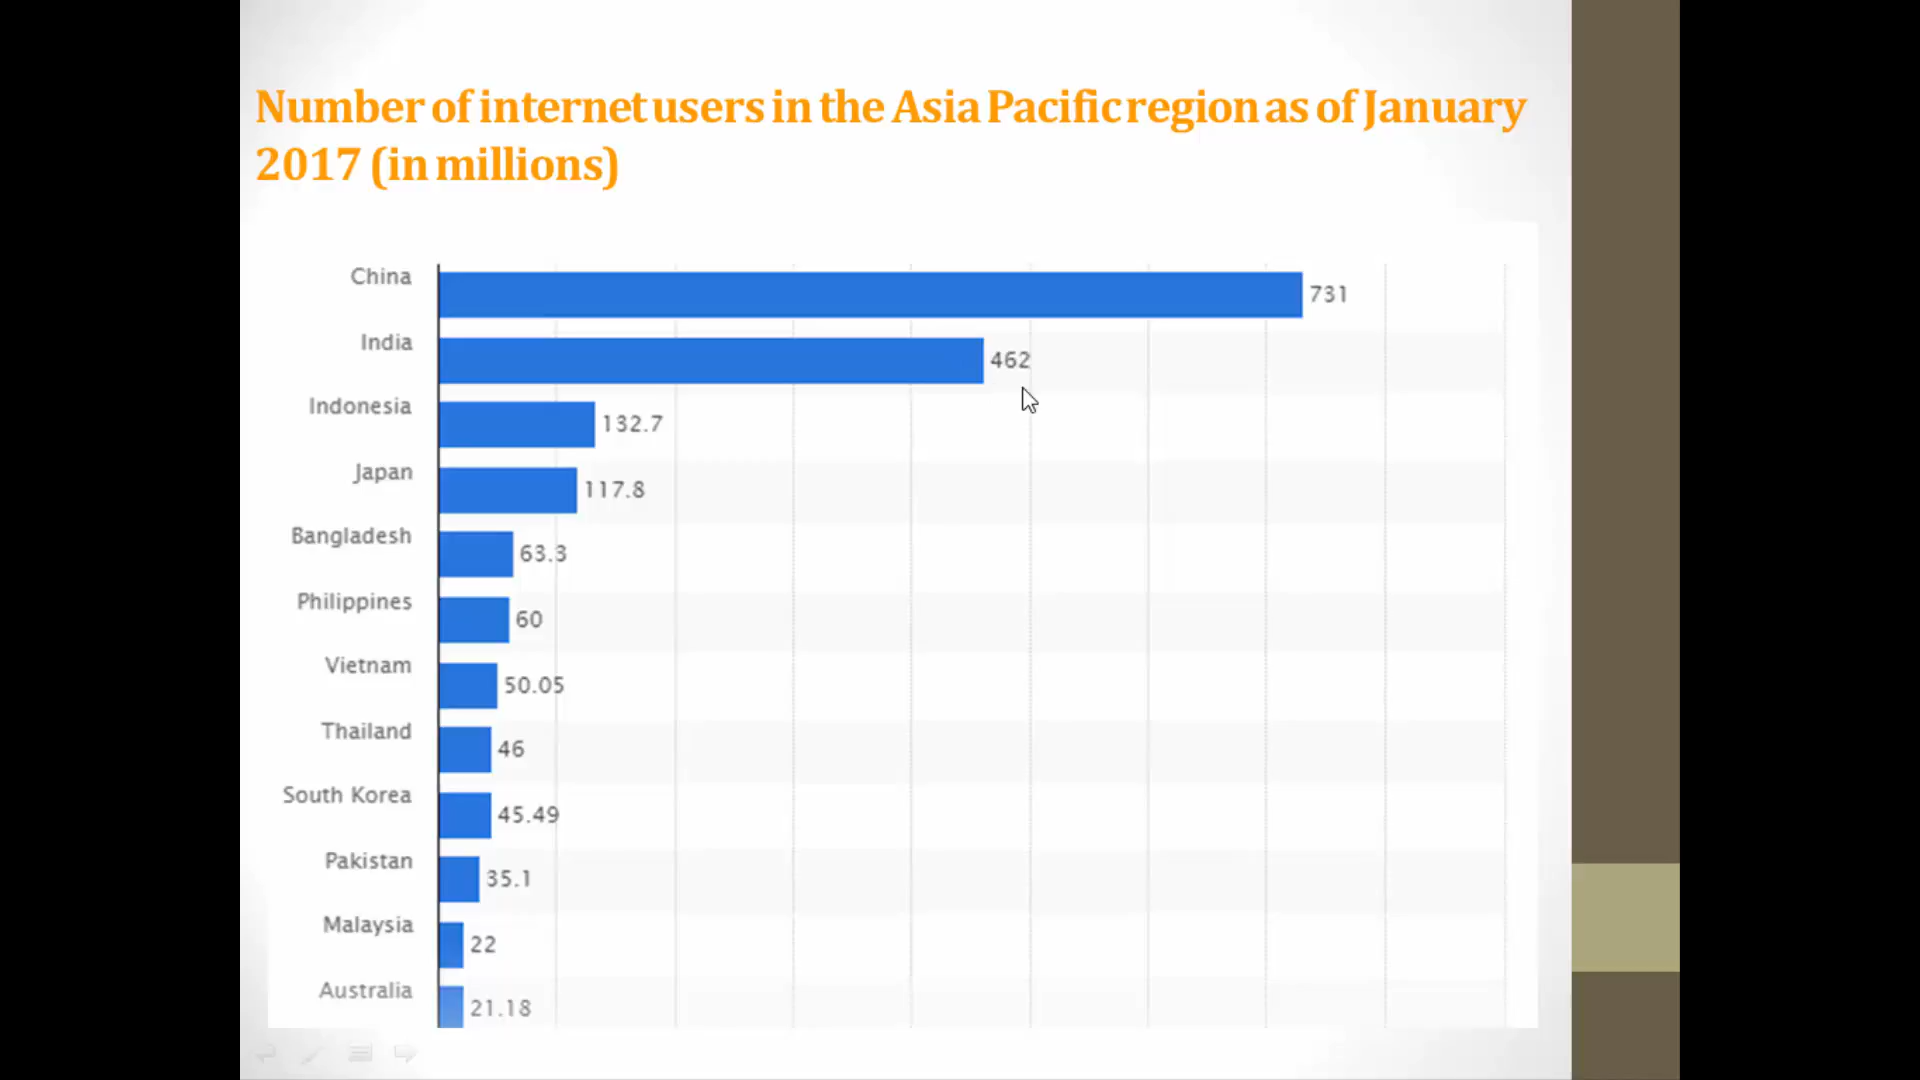 Number of internet users in the Asia Pacific region as of January
2017 (in millions)
China 731
India 462
Indonesia 132.7
Japan 117.8
Bangladesh 63.3
Philippines 60
Vietnam 50.05
Thailand 46
South Korea 45.49
Pakistan 35.1
Malaysia 22
Australia 21.18